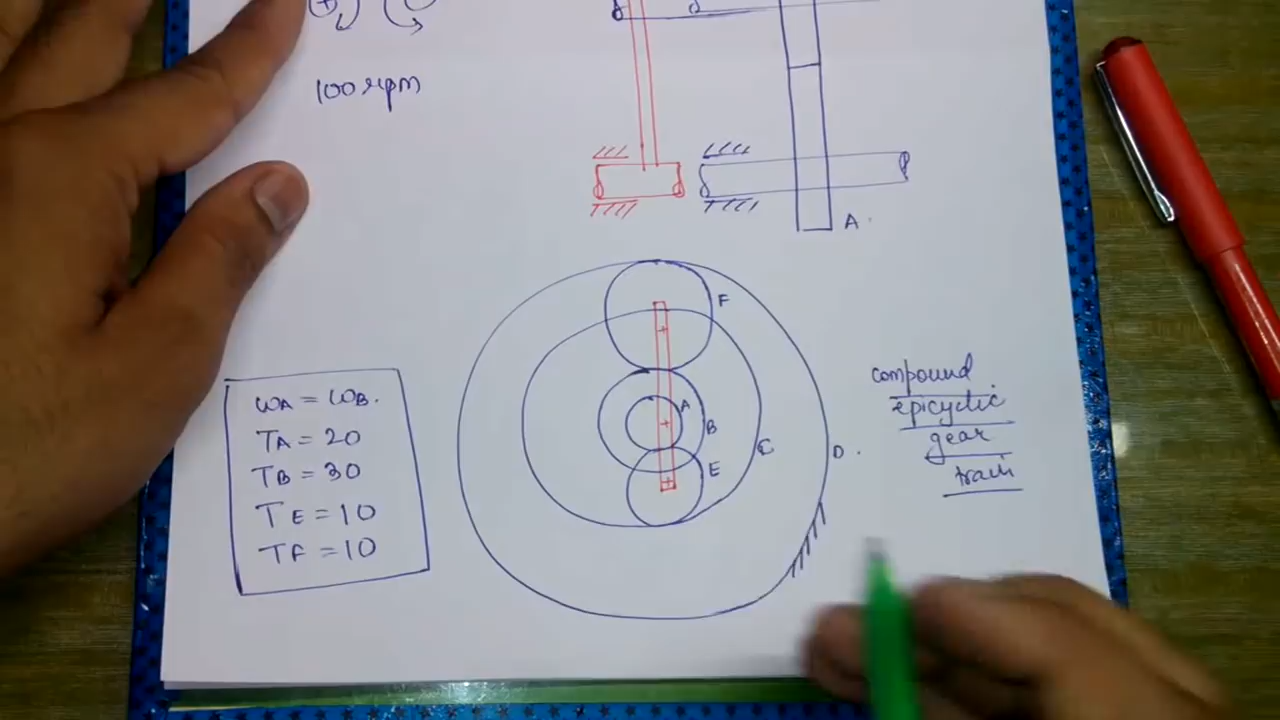 100 rpm
A
F
A
B
E
C
D
compound
epicyclic
gear
train
ωA = ωB.
TA = 20
TB = 30
TE = 10
TF = 10